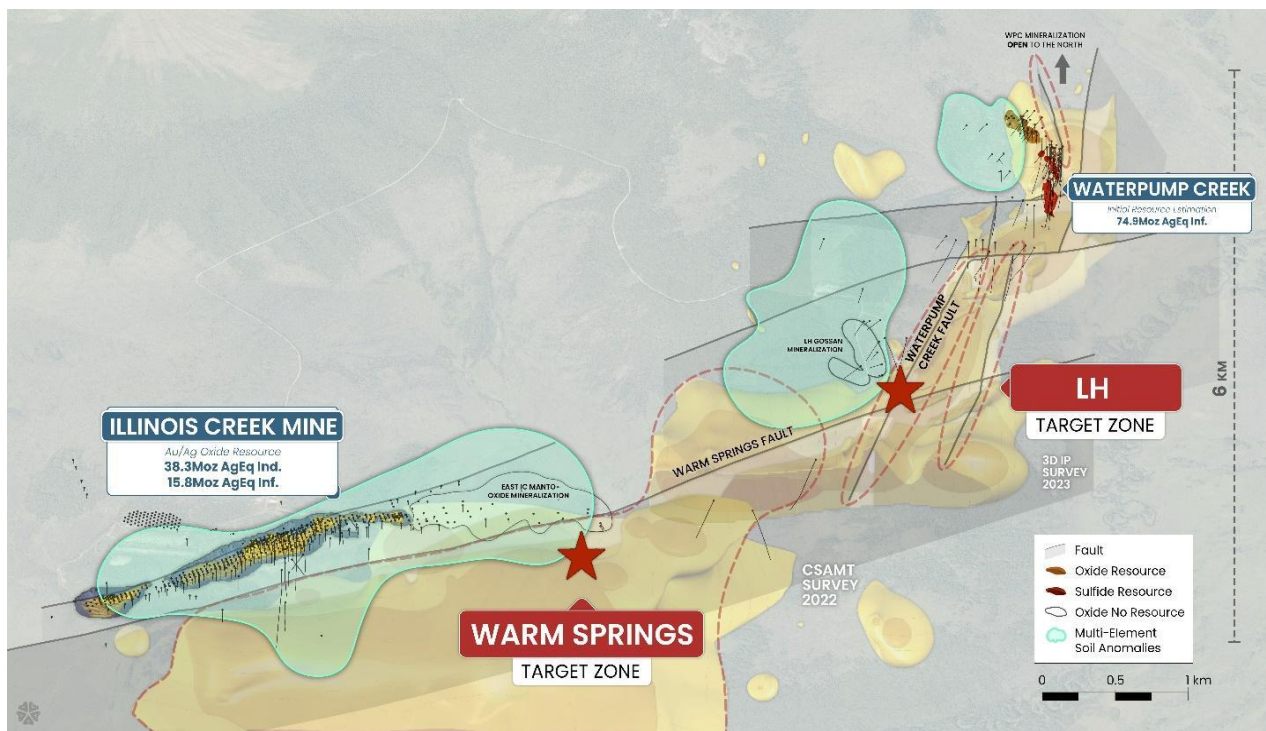 WPC MINERALIZATION
OPEN TO THE NORTH
WATERPUMP CREEK
Initial Resource Estimation
74.9Moz AgEq Inf.
WATERPUMP
CREEK FAULT
LH GOSSAN
MINERALIZATION
6 KM
LH
TARGET ZONE
ILLINOIS CREEK MINE
Au/Ag Oxide Resource
38.3Moz AgEq Ind.
15.8Moz AgEq Inf.
WARM SPRINGS FAULT
3D IP
SURVEY
2023
EAST IC MANTO-
OXIDE MINERALIZATION
CSAMT
SURVEY
2022
WARM SPRINGS
TARGET ZONE
Fault
Oxide Resource
Sulfide Resource
Oxide No Resource
Multi-Element
Soil Anomalies
0 0.5 1 km